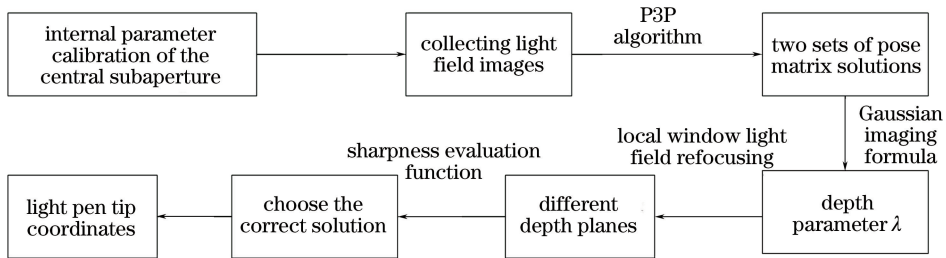 internal parameter
calibration of the
central subaperture
collecting light
field images
P3P
algorithm
two sets of pose
matrix solutions
Gaussian
imaging
formula
depth
parameter λ
local window light
field refocusing
different
depth planes
sharpness evaluation
function
choose the
correct solution
light pen tip
coordinates